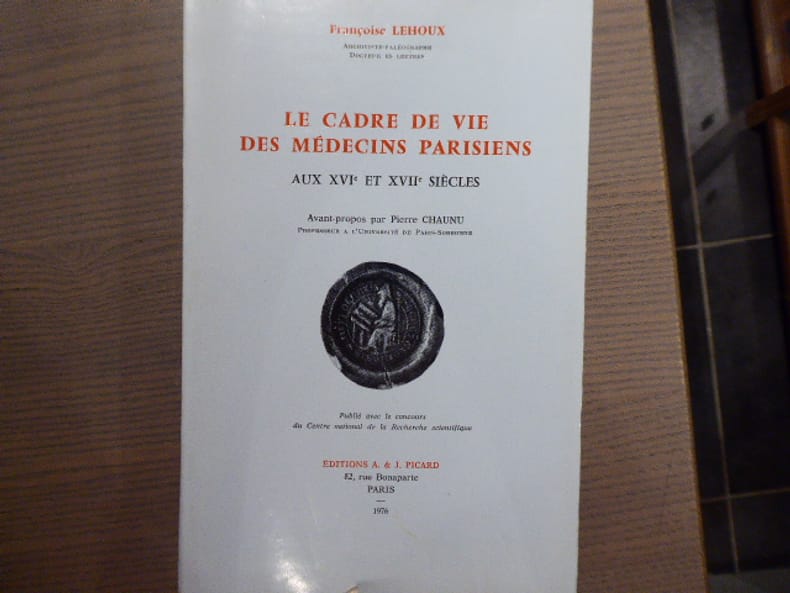 Françoise LEHOUX
ARCHIVISTE-PALÉOGRAPHE
DOCTEUR ÈS LETTRES
LE CADRE DE VIE
DES MÉDECINS PARISIENS
AUX XVIe ET XVIIe SIÈCLES
Avant-propos par Pierre CHAUNU
PROFESSEUR A L'UNIVERSITÉ DE PARIS-SORBONNE
Publié avec le concours
du Centre national de la Recherche scientifique
ÉDITIONS A. & J. PICARD
82, rue Bonaparte
PARIS
1976